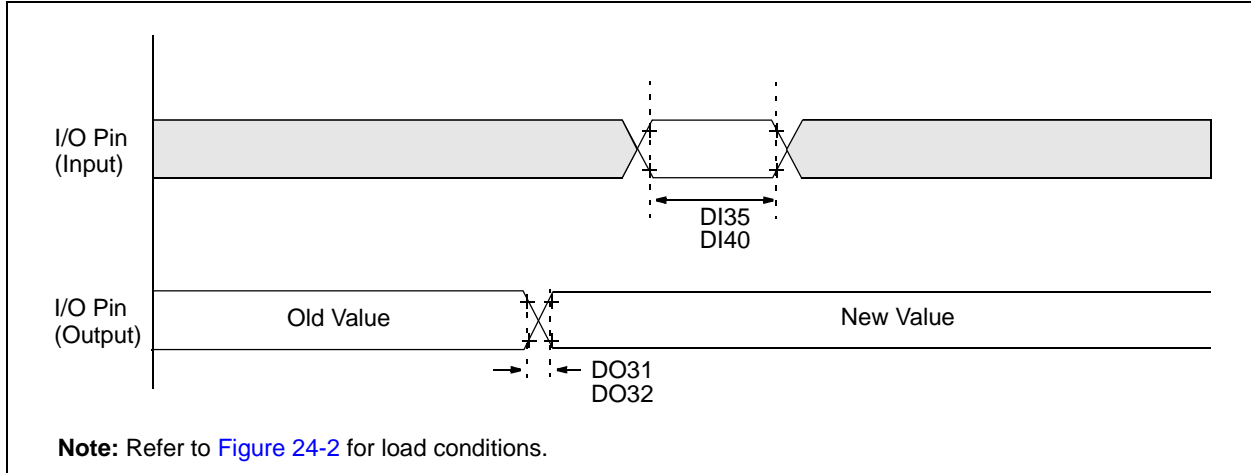 I/O Pin
(Input)
DI35
DI40
I/O Pin
(Output)
Old Value
New Value
DO31
DO32
Note: Refer to Figure 24-2 for load conditions.